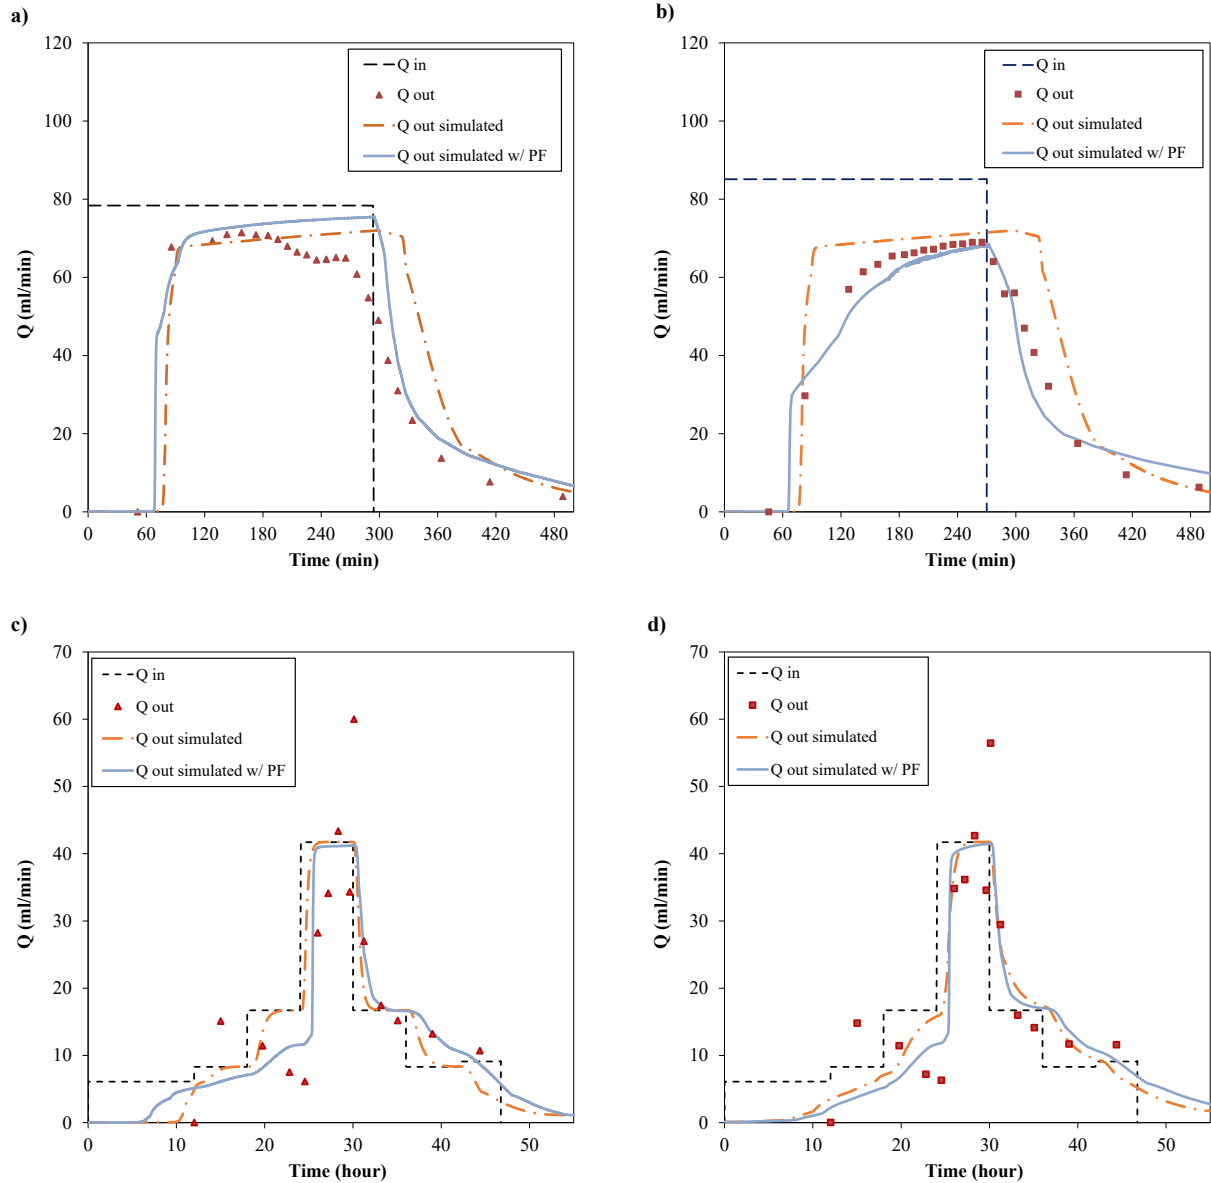 a)
120
100
80
60
40
20
0
Q (ml/min)
Q in
Q out
Q out simulated
Q out simulated w/ PF
0 60 120 180 240 300 360 420 480
Time (min)
b)
120
100
80
60
40
20
0
Q (ml/min)
Q in
Q out
Q out simulated
Q out simulated w/ PF
0 60 120 180 240 300 360 420 480
Time (min)
c)
70
60
50
40
30
20
10
0
Q (ml/min)
Q in
Q out
Q out simulated
Q out simulated w/ PF
0 10 20 30 40 50
Time (hour)
d)
70
60
50
40
30
20
10
0
Q (ml/min)
Q in
Q out
Q out simulated
Q out simulated w/ PF
0 10 20 30 40 50
Time (hour)